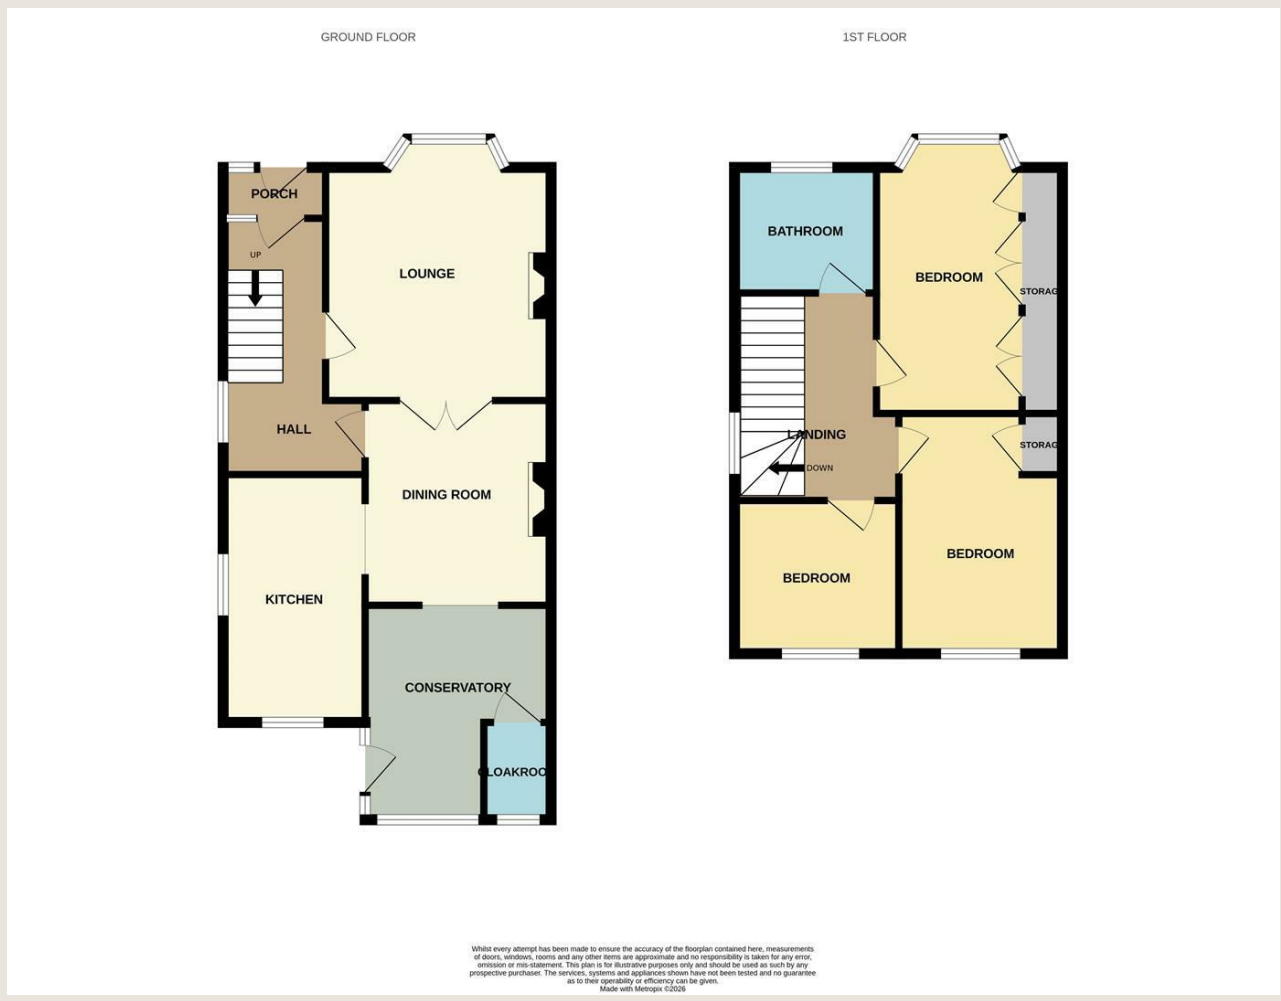 GROUND FLOOR
1ST FLOOR
PORCH
UP
LOUNGE
HALL
DINING ROOM
KITCHEN
CONSERVATORY
CLOAKROO
BATHROOM
BEDROOM
STORAG
LANDING
DOWN
STORAG
BEDROOM
BEDROOM
Whilst every attempt has been made to ensure the accuracy of the floorplan contained here, measurements
of doors, windows, rooms and any other items are approximate and no responsibility is taken for any error,
omission or mis-statement. This plan is for illustrative purposes only and should be used as such by any
prospective purchaser. The services, systems and appliances shown have not been tested and no guarantee
as to their operability or efficiency can be given.
Made with Metropix ©2026